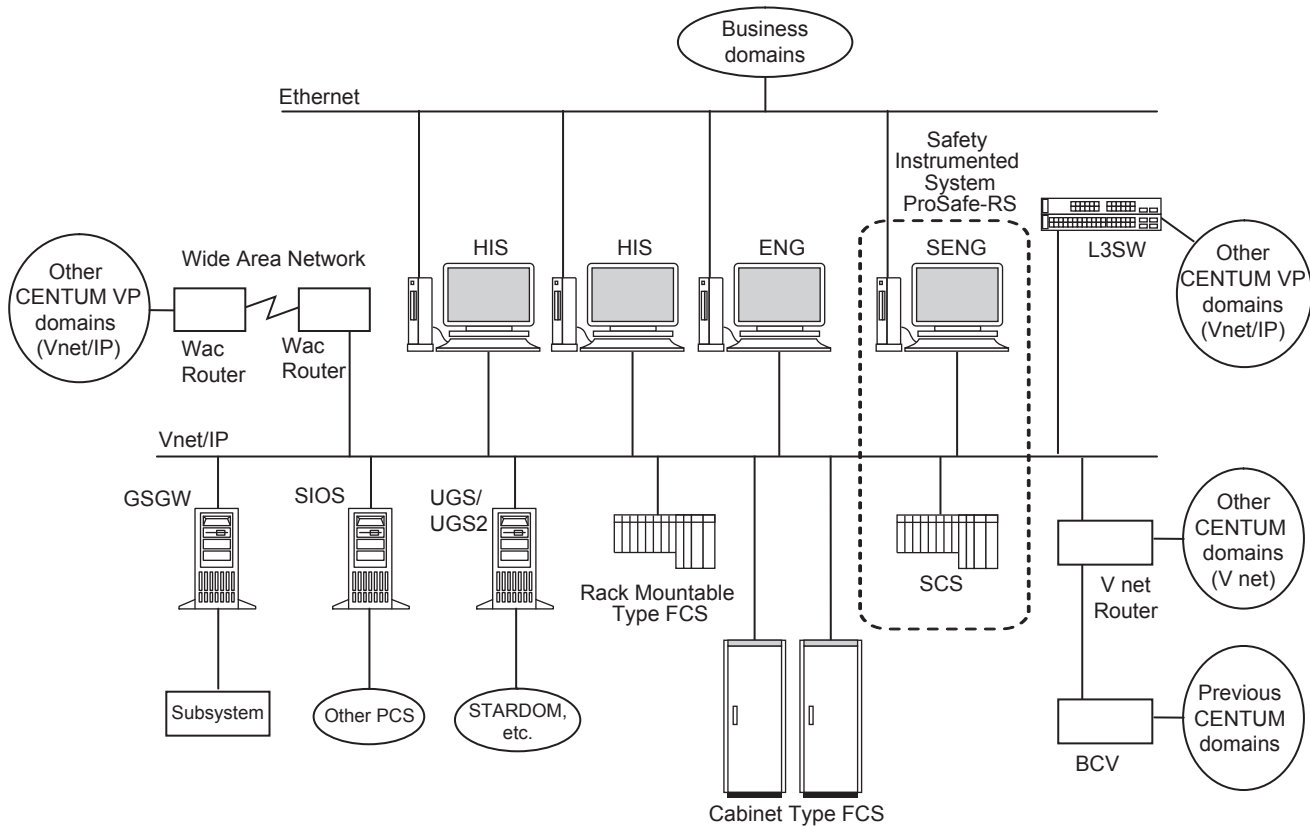 Business
domains
Ethernet
Safety
Instrumented
System
ProSafe-RS
HIS
HIS
ENG
SENG
L3SW
Other
CENTUM VP
domains
(Vnet/IP)
Wide Area Network
Wac
Router
Wac
Router
Other
CENTUM VP
domains
(Vnet/IP)
Vnet/IP
GSGW
SIOS
UGS/
UGS2
Rack Mountable
Type FCS
SCS
V net
Router
Other
CENTUM
domains
(V net)
Subsystem
Other PCS
STARDOM,
etc.
Cabinet Type FCS
BCV
Previous
CENTUM
domains